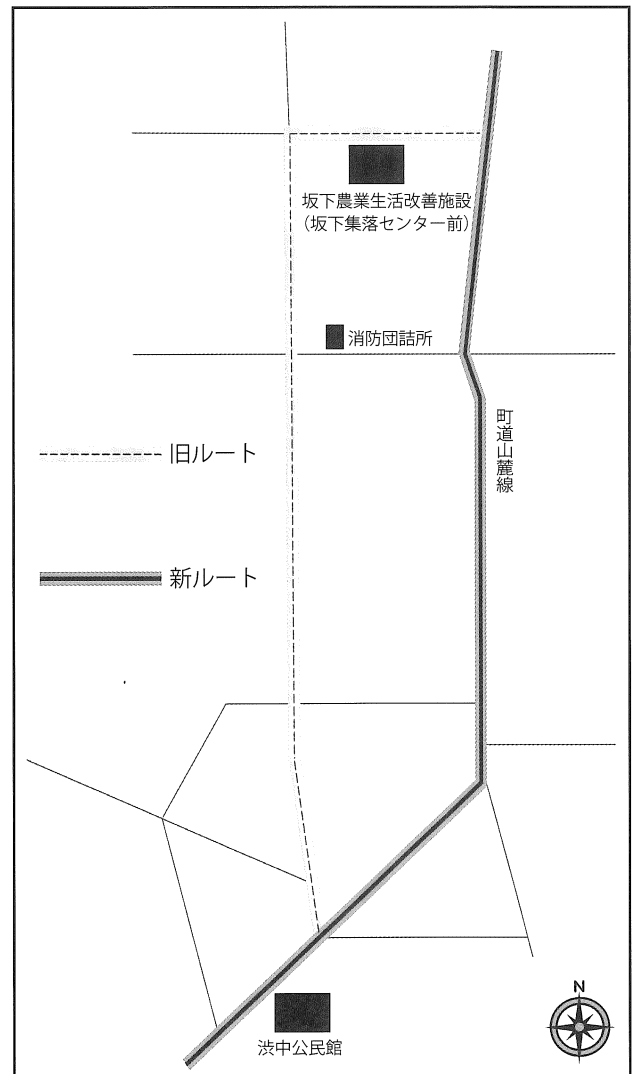 坂下農業生活改善施設
（坂下集落センター前）
消防団詰所
町道山麓線
旧ルート
新ルート
N
渋中公民館